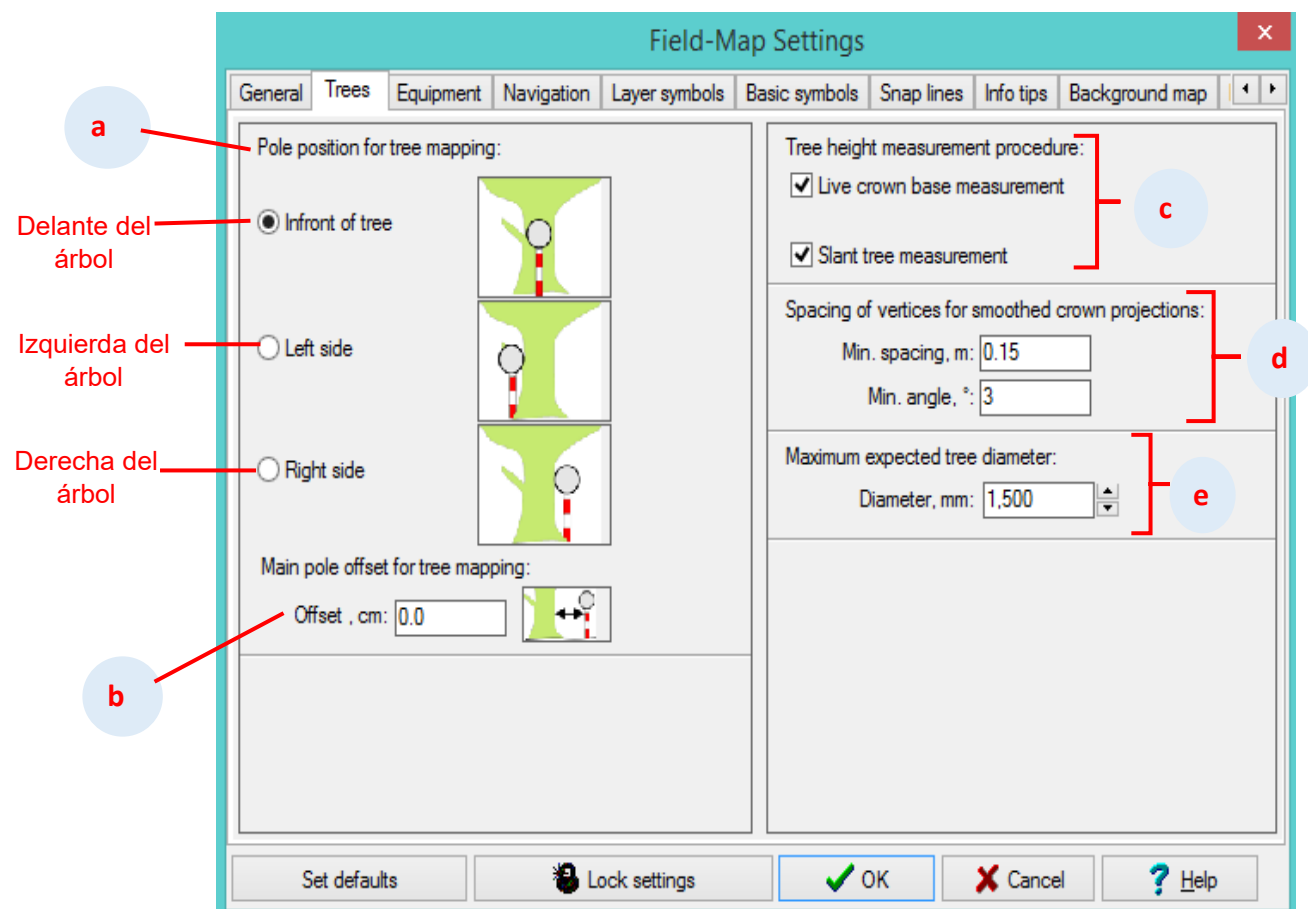 Field-Map Settings
General Trees Equipment Navigation Layer symbols Basic symbols Snap lines Info tips Background map
a
Pole position for tree mapping:
Delante del
árbol
Infront of tree
Izquierda del
árbol
Left side
Derecha del
árbol
Right side
Main pole offset for tree mapping:
Offset , cm: 0.0
b
Tree height measurement procedure:
Live crown base measurement
Slant tree measurement
c
Spacing of vertices for smoothed crown projections:
Min. spacing, m: 0.15
Min. angle, °: 3
d
Maximum expected tree diameter:
Diameter, mm: 1,500
e
Set defaults Lock settings OK Cancel Help